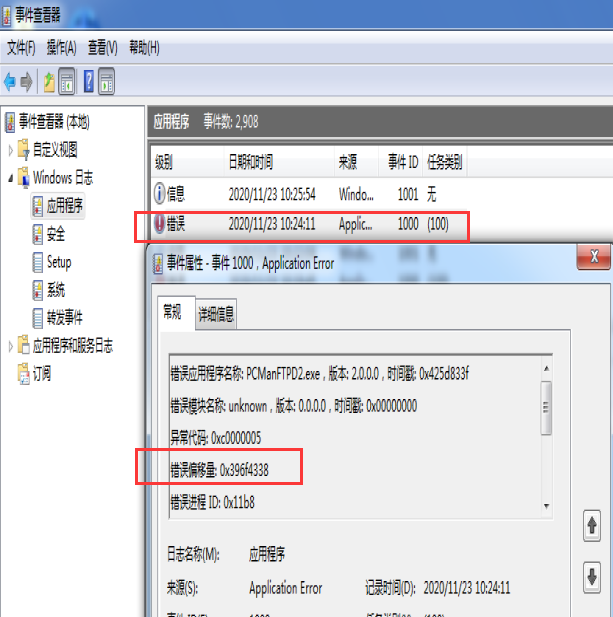 事件查看器
文件(F) 操作(A) 查看(V) 帮助(H)
事件查看器 (本地)
自定义视图
Windows 日志
应用程序
安全
Setup
系统
转发事件
应用程序和服务日志
订阅
应用程序 事件数: 2,908
级别 日期和时间 来源 事件 ID 任务类别
信息 2020/11/23 10:25:54 Windo... 1001 无
错误 2020/11/23 10:24:11 Applic... 1000 (100)
事件属性 - 事件 1000，Application Error
常规 详细信息
错误应用程序名称: PCManFTPD2.exe，版本: 2.0.0.0，时间戳: 0x425d833f
错误模块名称: unknown，版本: 0.0.0.0，时间戳: 0x00000000
异常代码: 0xc0000005
错误偏移量: 0x396f4338
错误进程 ID: 0x11b8
日志名称(M): 应用程序
来源(S): Application Error 记录时间(D): 2020/11/23 10:24:11